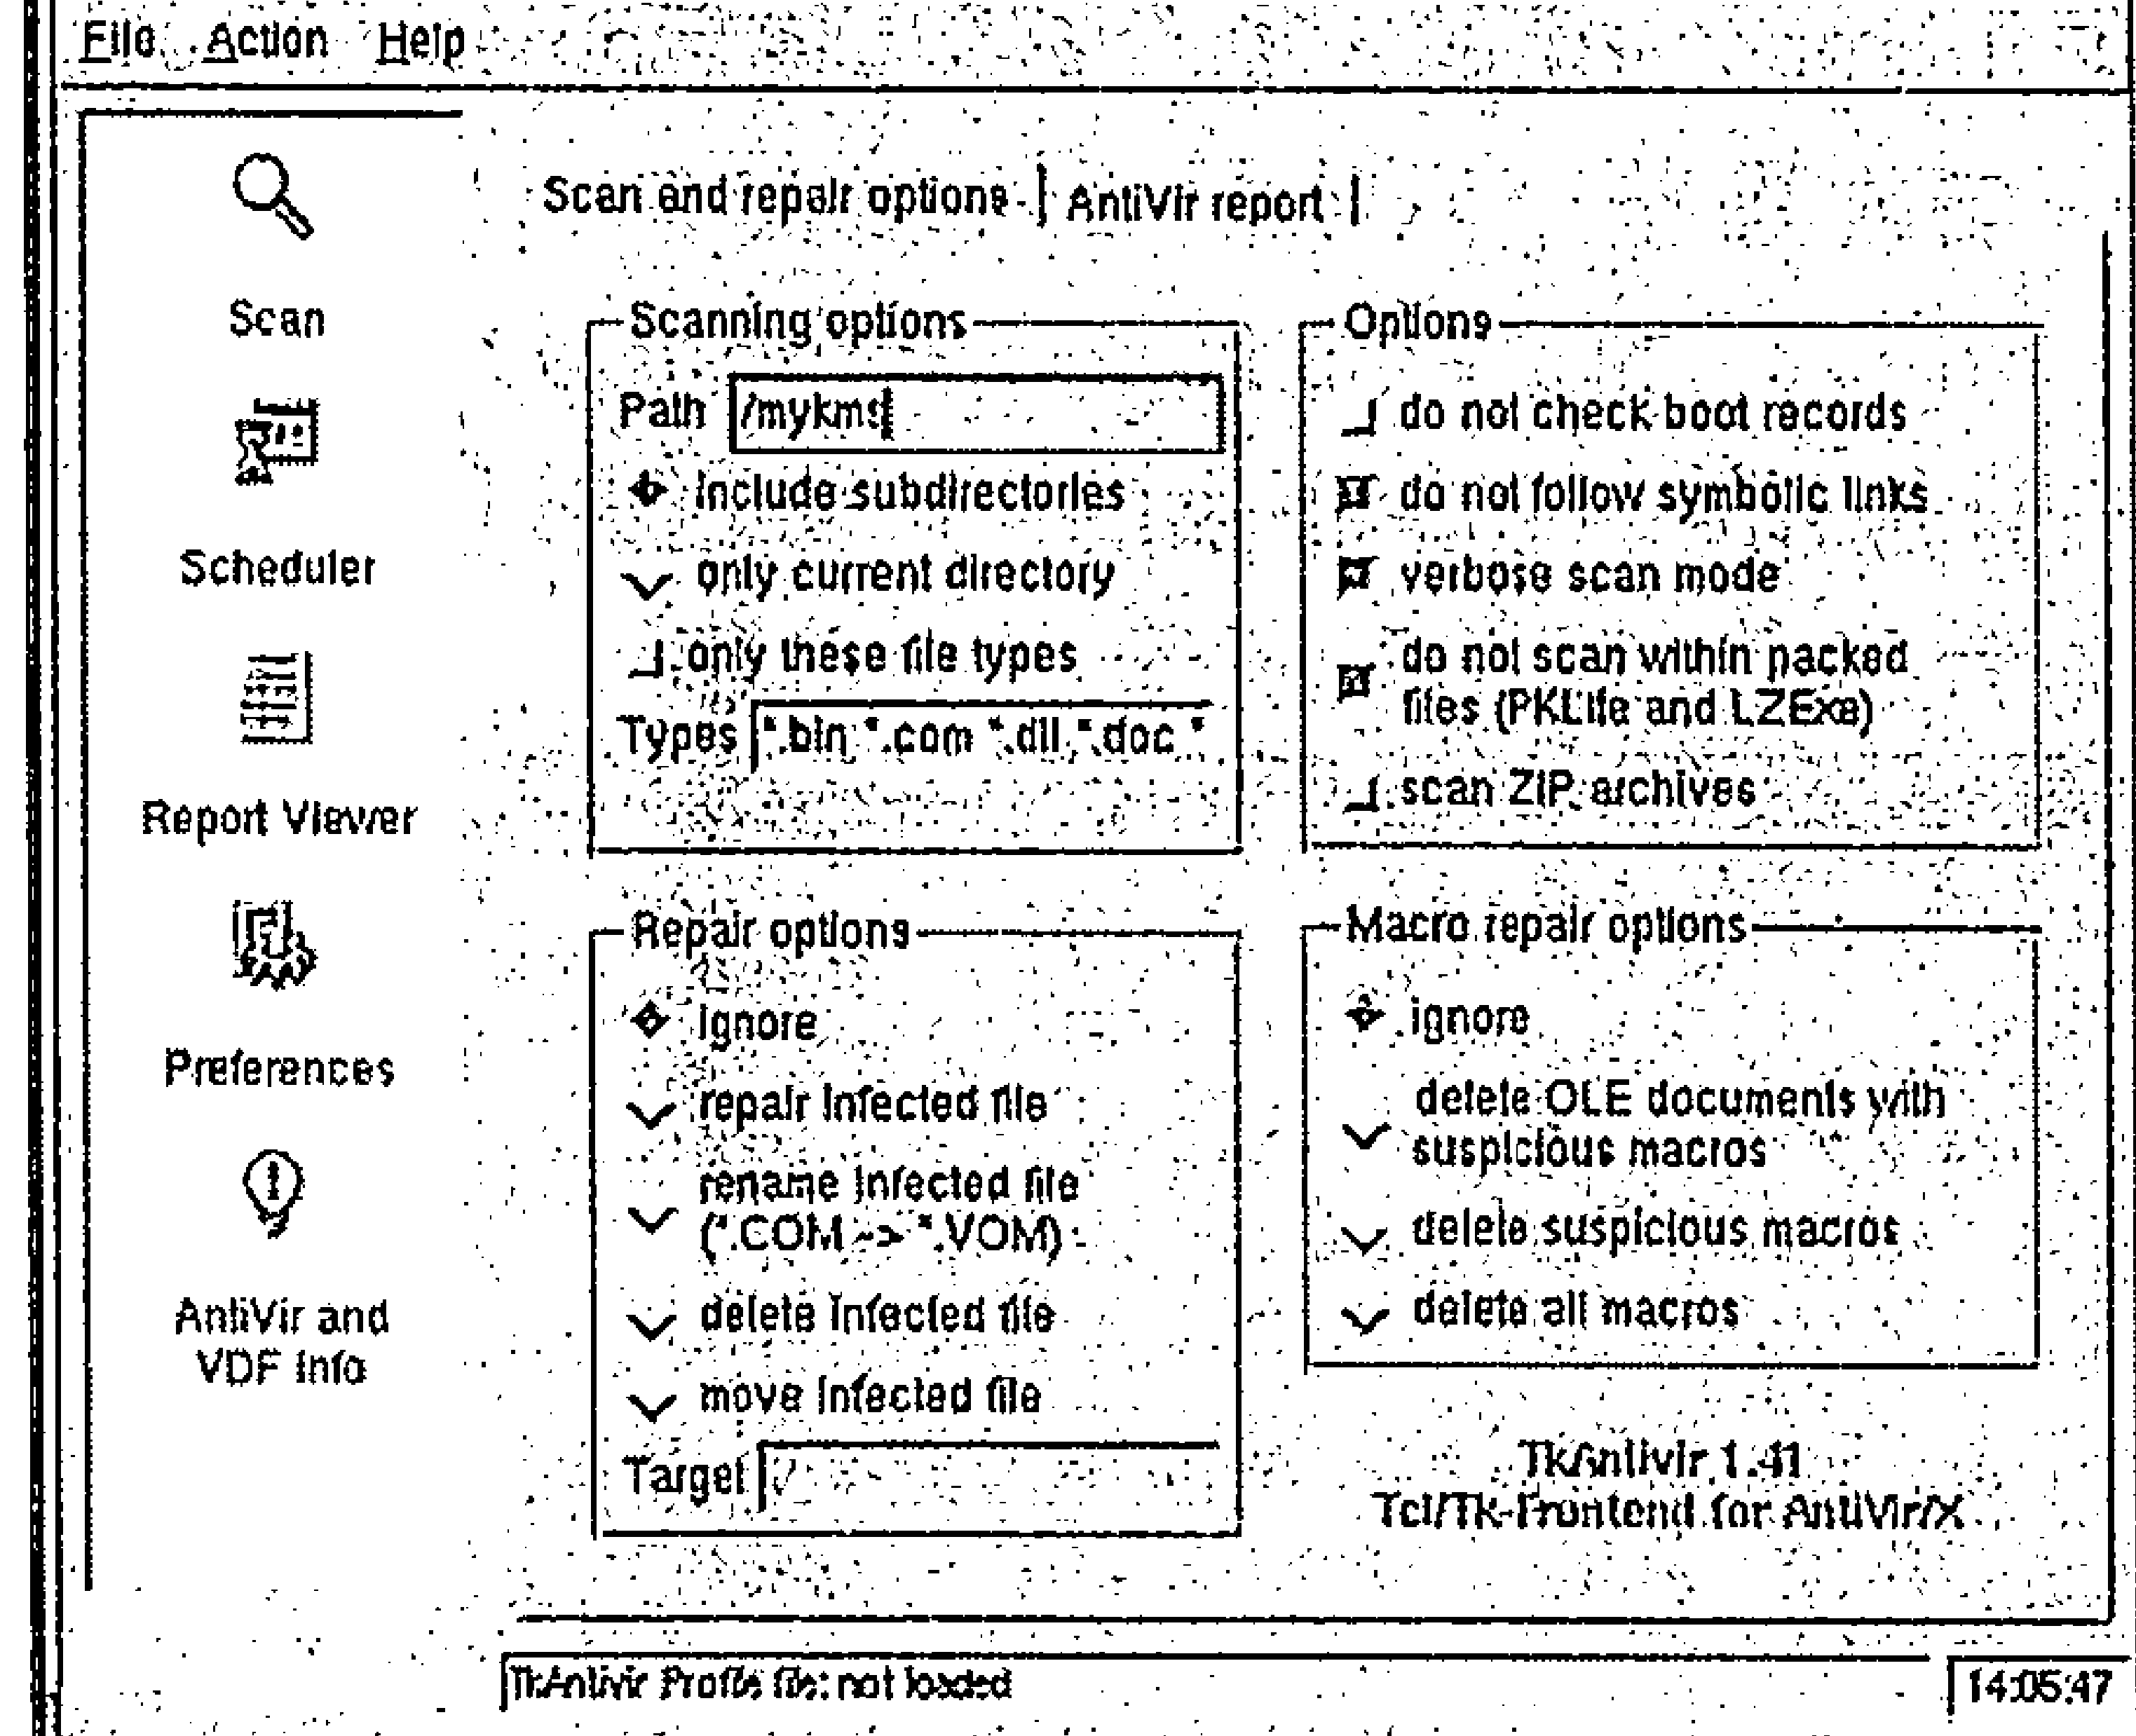 File Action Help
Scan
Scheduler
Report Viewer
Preferences
AntiVir and
VDF Info
Scan and repair options
AntiVir report
Scanning options
Path /mykms
include subdirectories
only current directory
only these file types
Types *.bin *.com *.dll *.doc *
Options
do not check boot records
do not follow symbolic links
verbose scan mode
do not scan within packed
files (PKLite and LZExe)
scan ZIP archives
Repair options
ignore
repair infected file
rename infected file
(*.COM -> *.VOM)
delete infected file
move infected file
Target
Macro repair options
ignore
delete OLE documents with
suspicious macros
delete suspicious macros
delete all macros
TkAntivir 1.41
Tcl/Tk-Frontend for AntiVir/X
TkAntivir Profile file: not loaded
14:05:47